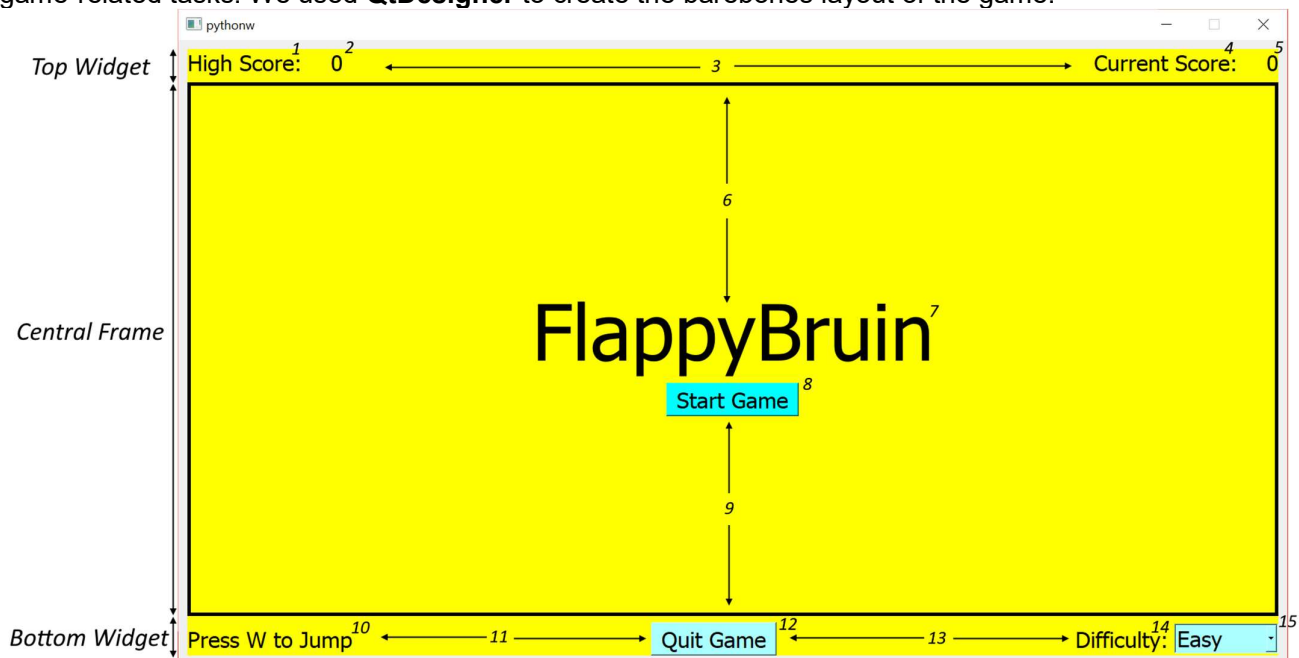 game related tasks. We used QtDesigner to create the barebones layout of the game.
pythonw
Top Widget
High Score: 1 0 2
3
Current Score: 4 0 5
6
Central Frame
FlappyBruin 7
Start Game 8
9
Bottom Widget
Press W to Jump 10
11
Quit Game 12
13
Difficulty: 14 Easy 15